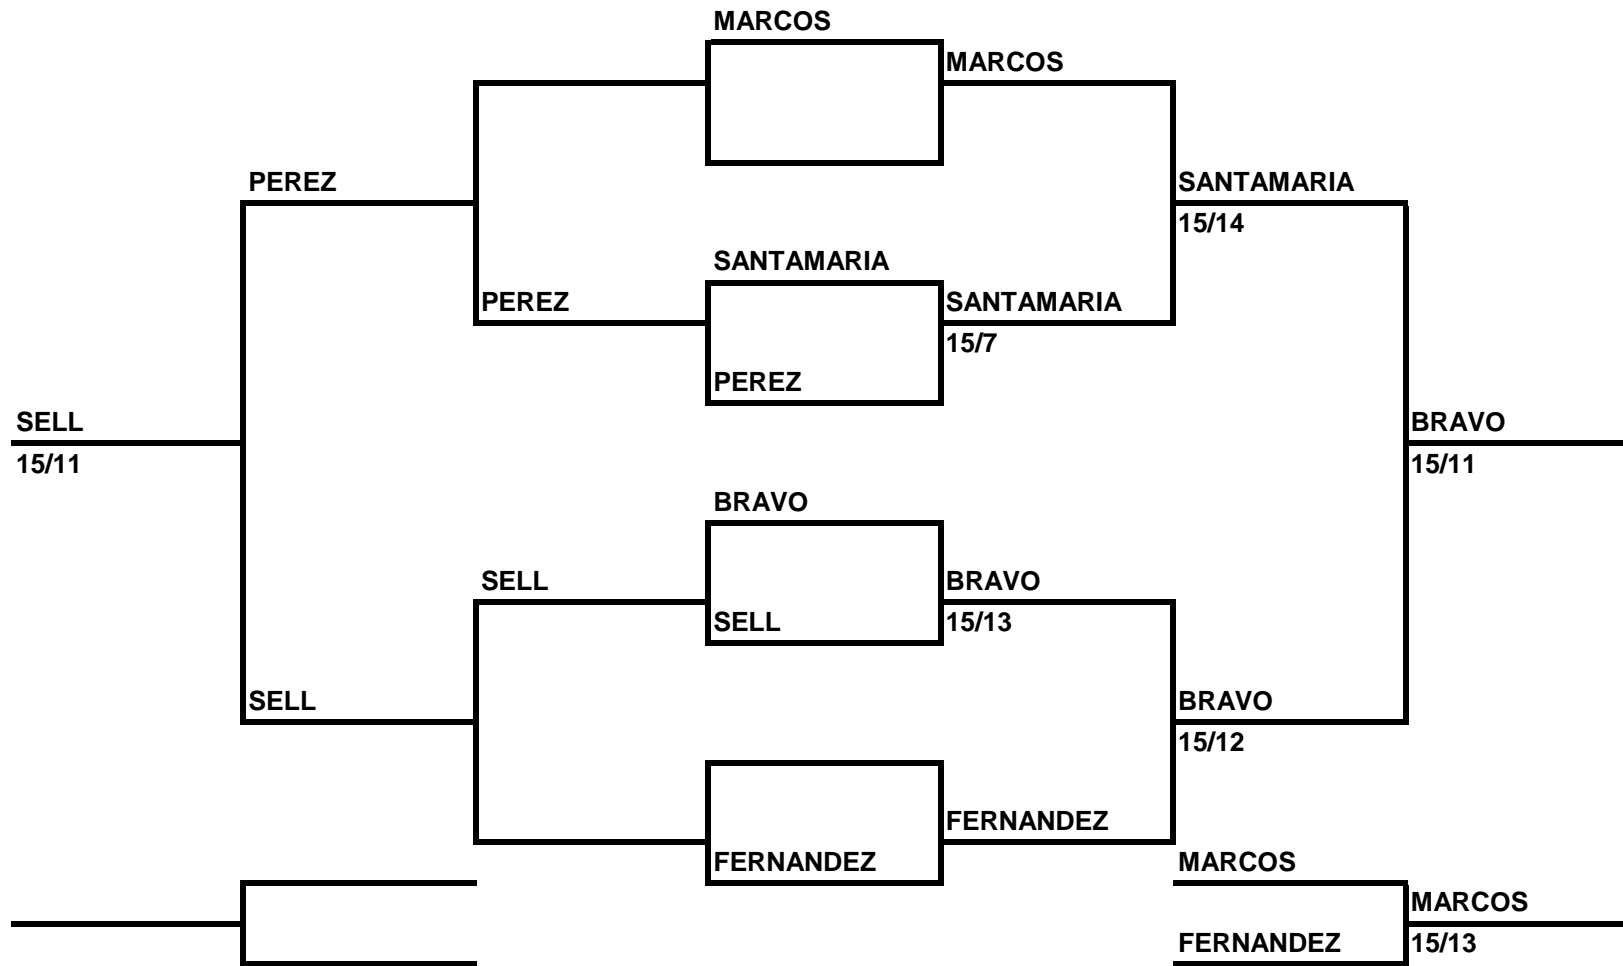 MARCOS
MARCOS
PEREZ
SANTAMARIA
15/14
SANTAMARIA
PEREZ
SANTAMARIA
15/7
PEREZ
SELL
BRAVO
15/11
15/11
BRAVO
SELL
BRAVO
SELL
15/13
SELL
BRAVO
15/12
FERNANDEZ
FERNANDEZ
MARCOS
MARCOS
FERNANDEZ
15/13